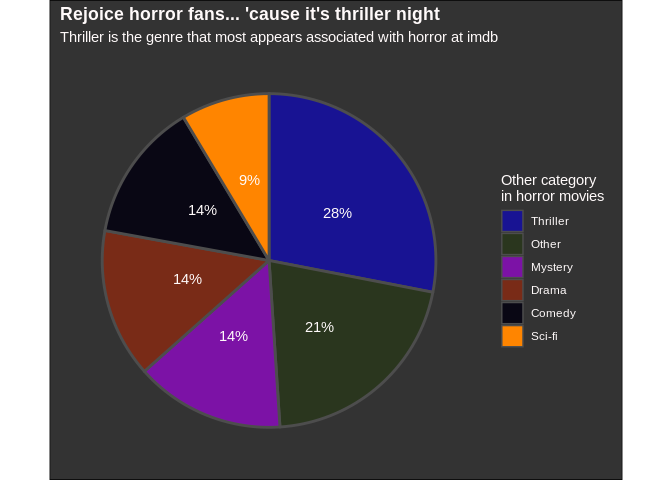 Rejoice horror fans... 'cause it's thriller night
Thriller is the genre that most appears associated with horror at imdb
9%
28%
14%
14%
14%
21%
Other category
in horror movies
Thriller
Other
Mystery
Drama
Comedy
Sci-fi